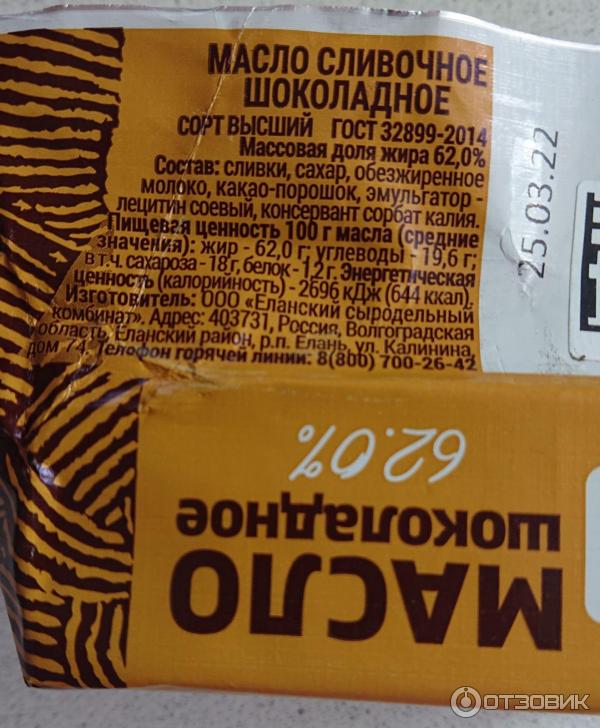 МАСЛО СЛИВОЧНОЕ
ШОКОЛАДНОЕ
СОРТ ВЫСШИЙ ГОСТ 32899-2014
Массовая доля жира 62,0%
Состав: сливки, сахар, обезжиренное
молоко, какао-порошок, эмульгатор -
лецитин соевый, консервант сорбат калия.
Пищевая ценность 100 г масла (средние
значения): жир - 62,0 г; углеводы - 19,6 г;
в т.ч. сахароза - 18 г, белок - 1,2 г. Энергетическая
ценность (калорийность) - 2696 кДж (644 ккал).
Изготовитель: ООО «Еланский сыродельный
комбинат». Адрес: 403731, Россия, Волгоградская
область, Еланский район, р.п. Елань, ул. Калинина,
дом 74. Телефон горячей линии: 8(800) 700-26-42
25.03.22
62.0%
МАСЛО
шоколадное
ОТЗОВИК